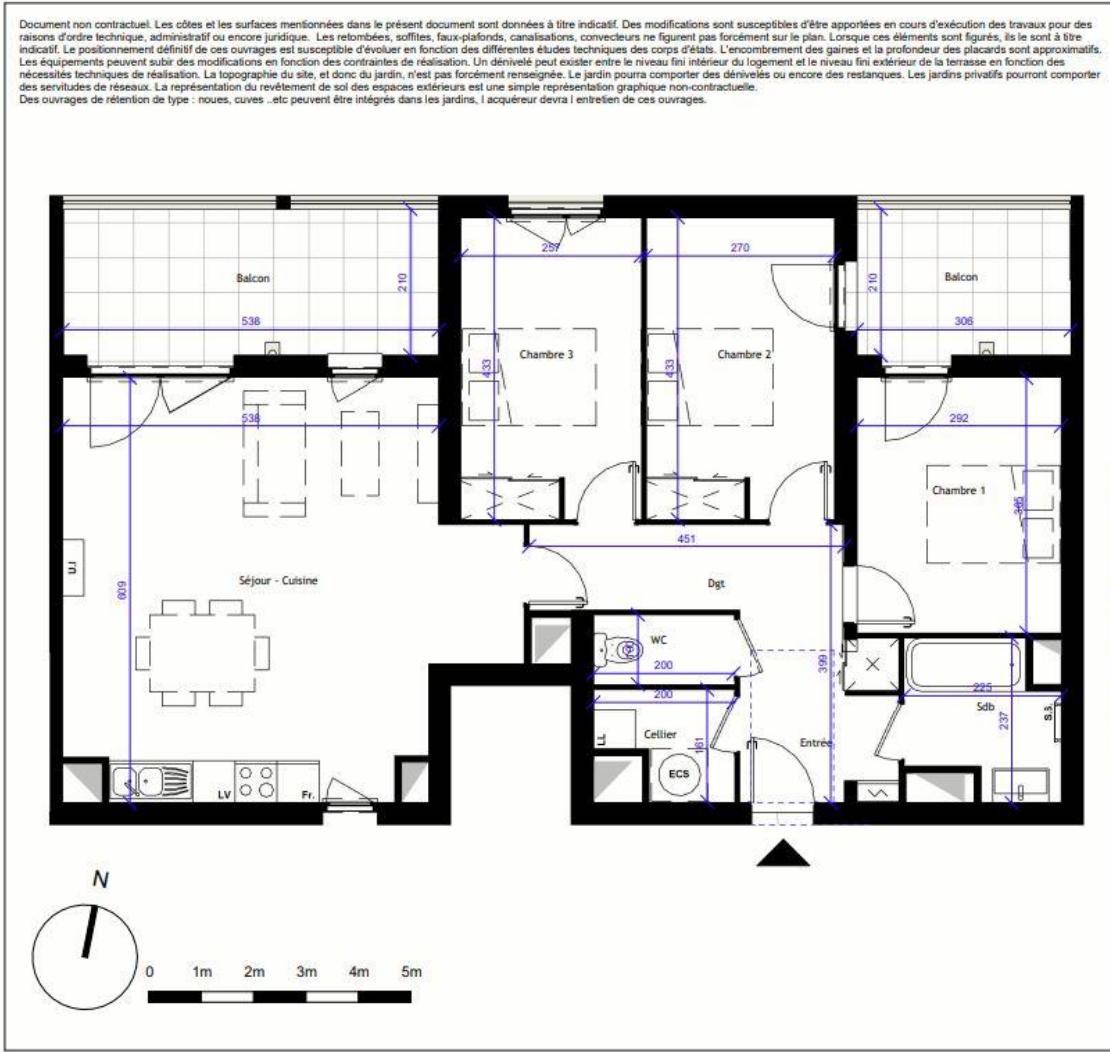 Document non contractuel. Les côtes et les surfaces mentionnées dans le présent document sont données à titre indicatif. Des modifications sont susceptibles d'être apportées en cours d'exécution des travaux pour des
raisons d'ordre technique, administratif ou encore juridique. Les retombées, soffites, faux-plafonds, canalisations, convecteurs ne figurent pas forcément sur le plan. Lorsque ces éléments sont figurés, ils le sont à titre
indicatif. Le positionnement définitif de ces ouvrages est susceptible d'évoluer en fonction des différentes études techniques des corps d'états. L'encombrement des gaines et la profondeur des placards sont approximatifs.
Les équipements peuvent subir des modifications en fonction des contraintes de réalisation. Un dénivelé peut exister entre le niveau fini intérieur du logement et le niveau fini extérieur de la terrasse en fonction des
nécessités techniques de réalisation. La topographie du site, et donc du jardin, n'est pas forcément renseignée. Le jardin pourra comporter des dénivelés ou encore des restanques. Les jardins privatifs pourront comporter
des servitudes de réseaux. La représentation du revêtement de sol des espaces extérieurs est une simple représentation graphique non-contractuelle.
Des ouvrages de rétention de type : noues, cuves ..etc peuvent être intégrés dans les jardins, l acquéreur devra l entretien de ces ouvrages.
257
270
Balcon
210
538
Balcon
210
306
Chambre 3
433
Chambre 2
433
538
292
Chambre 1
365
451
U.I
609
Séjour - Cuisine
Dgt
WC
200
399
200
225
Sdb
237
S.S.
LL
Cellier
161
Entrée
ECS
LV
Fr.
N
0 1m 2m 3m 4m 5m